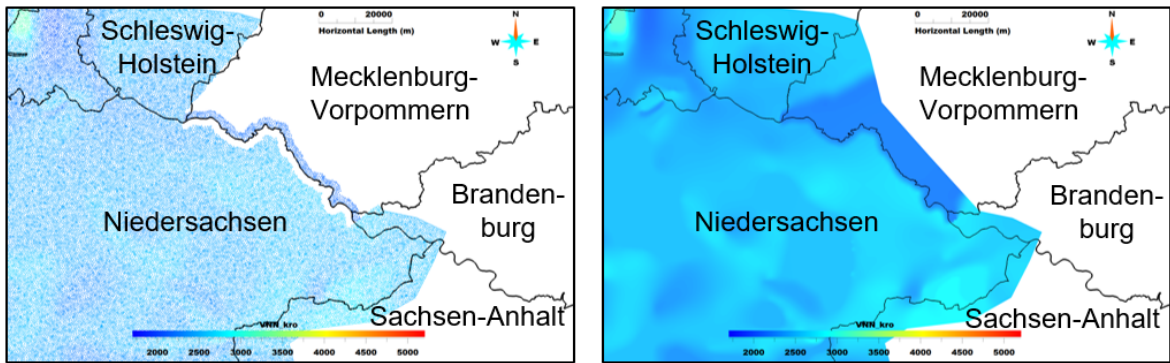 0 20000
Horizontal Length (m)
N
W E
S
Schleswig-
Holstein
Mecklenburg-
Vorpommern
Branden-
burg
Niedersachsen
Sachsen-Anhalt
VNN_kro
2000 2500 3000 3500 4000 4500 5000
0 20000
Horizontal Length (m)
N
W E
S
Schleswig-
Holstein
Mecklenburg-
Vorpommern
Branden-
burg
Niedersachsen
Sachsen-Anhalt
VNN_kro
2000 2500 3000 3500 4000 4500 5000